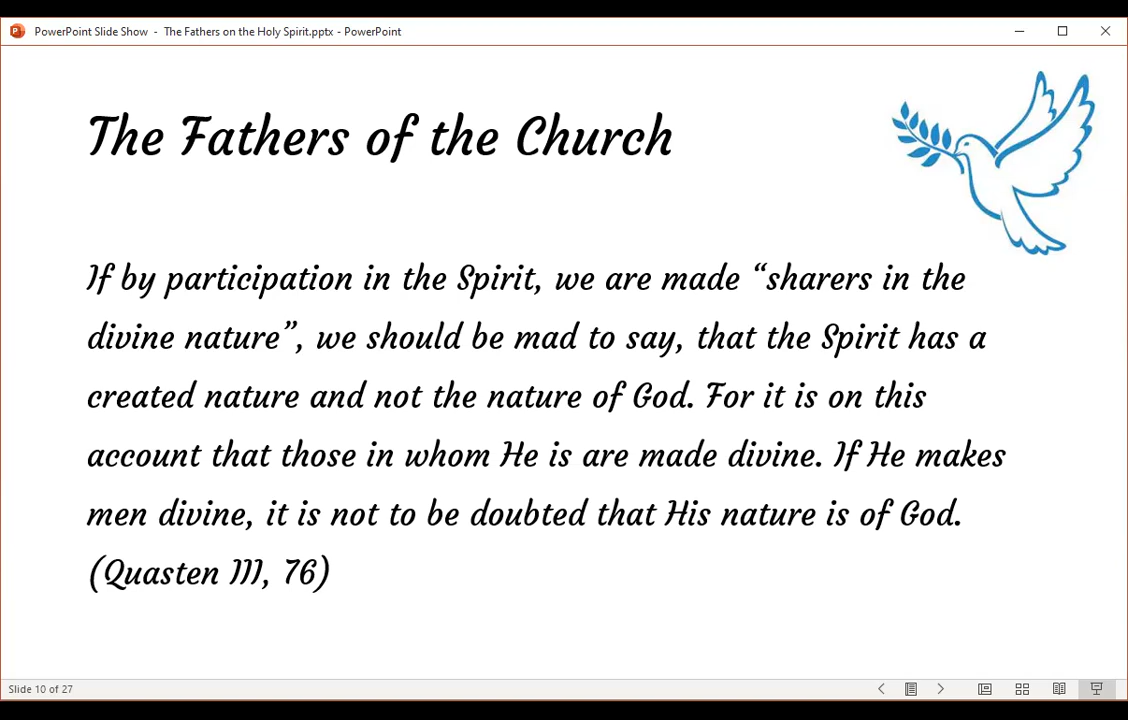 PowerPoint Slide Show - The Fathers on the Holy Spirit.pptx - PowerPoint
The Fathers of the Church
If by participation in the Spirit, we are made “sharers in the
divine nature”, we should be mad to say, that the Spirit has a
created nature and not the nature of God. For it is on this
account that those in whom He is are made divine. If He makes
men divine, it is not to be doubted that His nature is of God.
(Quasten III, 76)
Slide 10 of 27